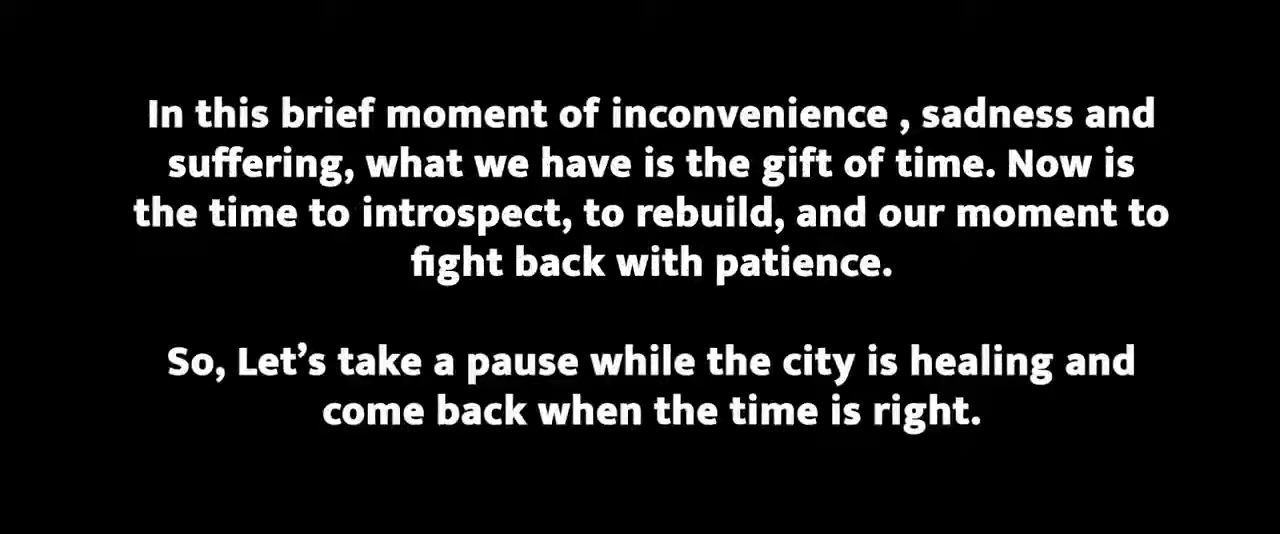 In this brief moment of inconvenience , sadness and
suffering, what we have is the gift of time. Now is
the time to introspect, to rebuild, and our moment to
fight back with patience.
So, Let’s take a pause while the city is healing and
come back when the time is right.